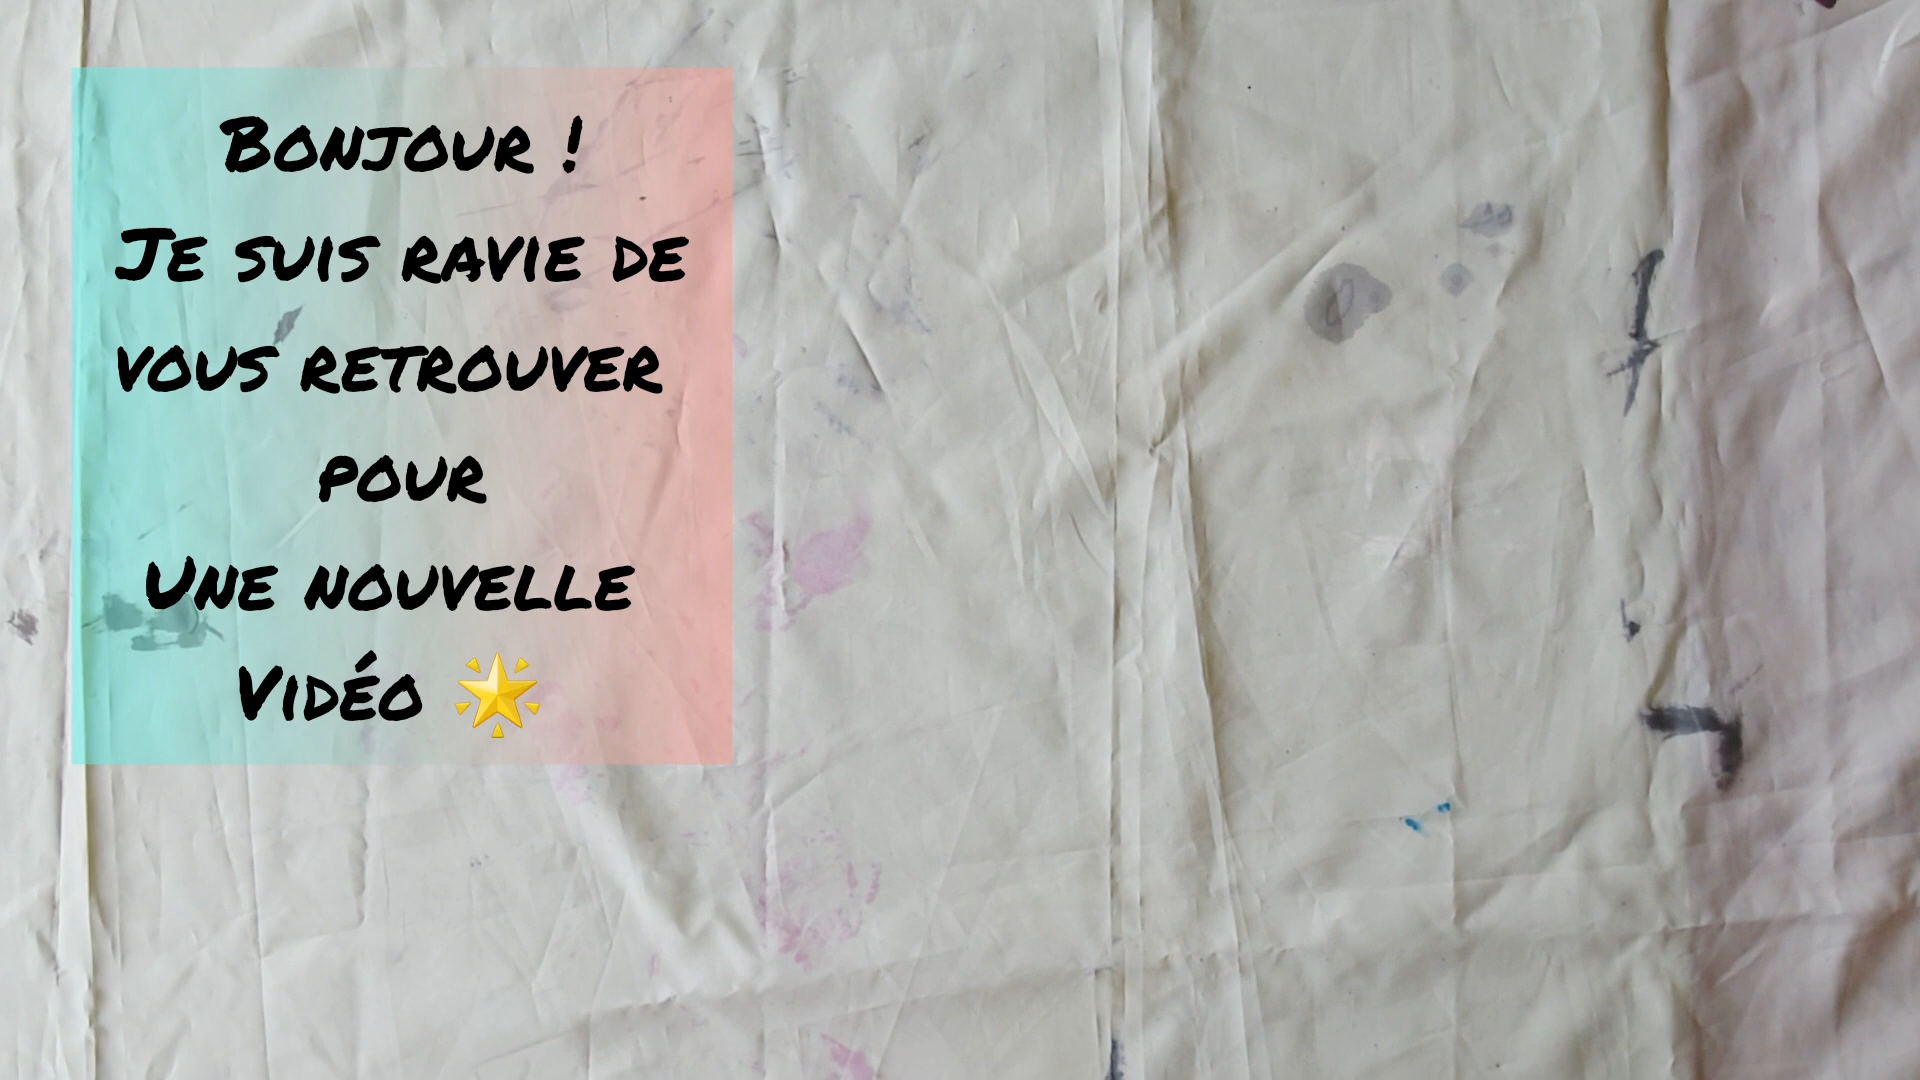 Bonjour !
Je suis ravie de
vous retrouver
pour
Une nouvelle
Vidéo 🌟